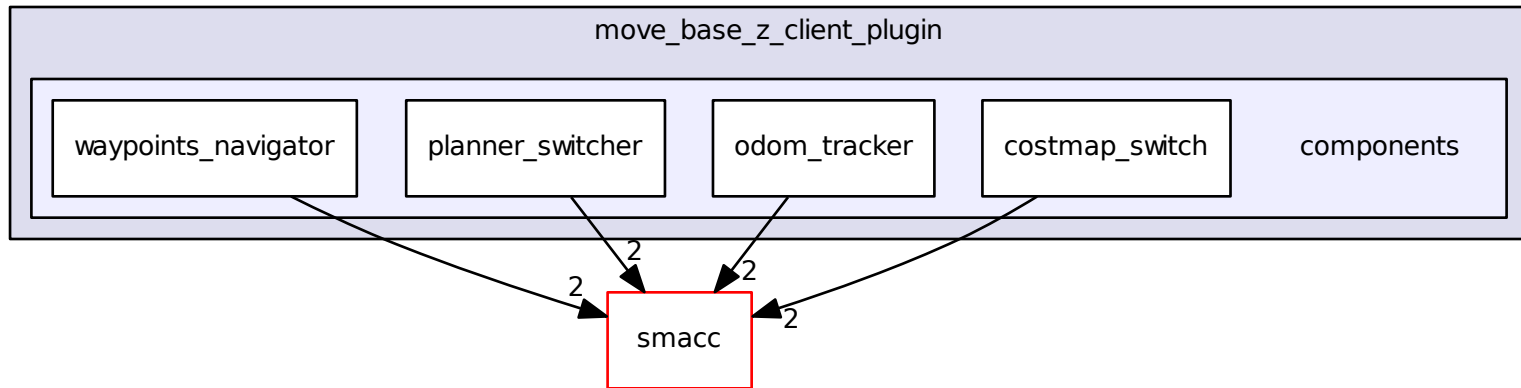 move_base_z_client_plugin
waypoints_navigator
planner_switcher
odom_tracker
costmap_switch
components
2
2
2
2
smacc